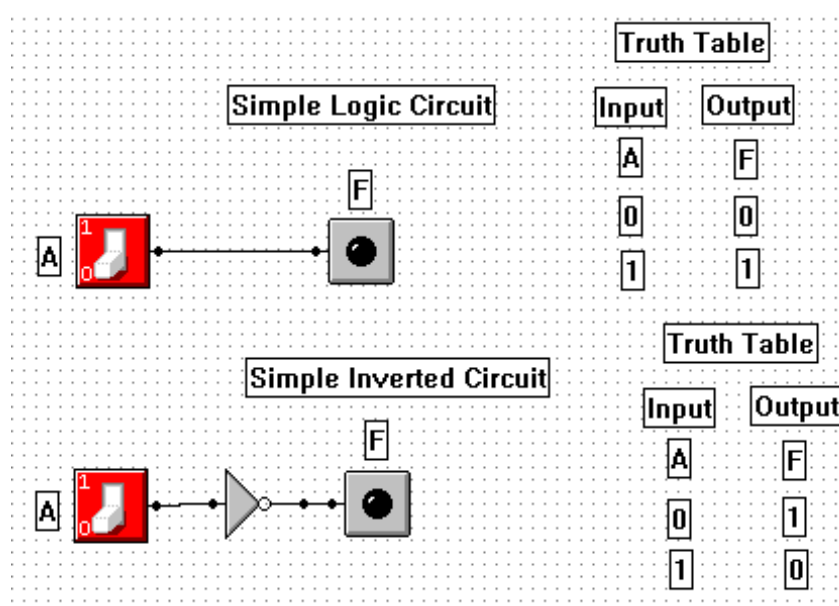 Truth Table
Simple Logic Circuit
Input Output
A F
F
0 0
1
A
0
1 1
Truth Table
Simple Inverted Circuit
Input Output
F
A F
1
A
0
0 1
1 0